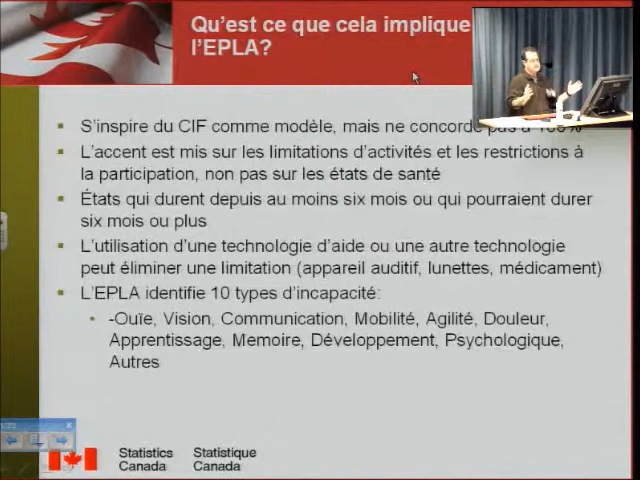 Qu'est ce que cela implique
l'EPLA?
S'inspire du CIF comme modèle, mais ne concorde pas à 100%
L'accent est mis sur les limitations d'activités et les restrictions à
la participation, non pas sur les états de santé
États qui durent depuis au moins six mois ou qui pourraient durer
six mois ou plus
L'utilisation d'une technologie d'aide ou une autre technologie
peut éliminer une limitation (appareil auditif, lunettes, médicament)
L'EPLA identifie 10 types d'incapacité:
-Ouïe, Vision, Communication, Mobilité, Agilité, Douleur,
Apprentissage, Memoire, Développement, Psychologique,
Autres
Statistics Statistique
Canada Canada